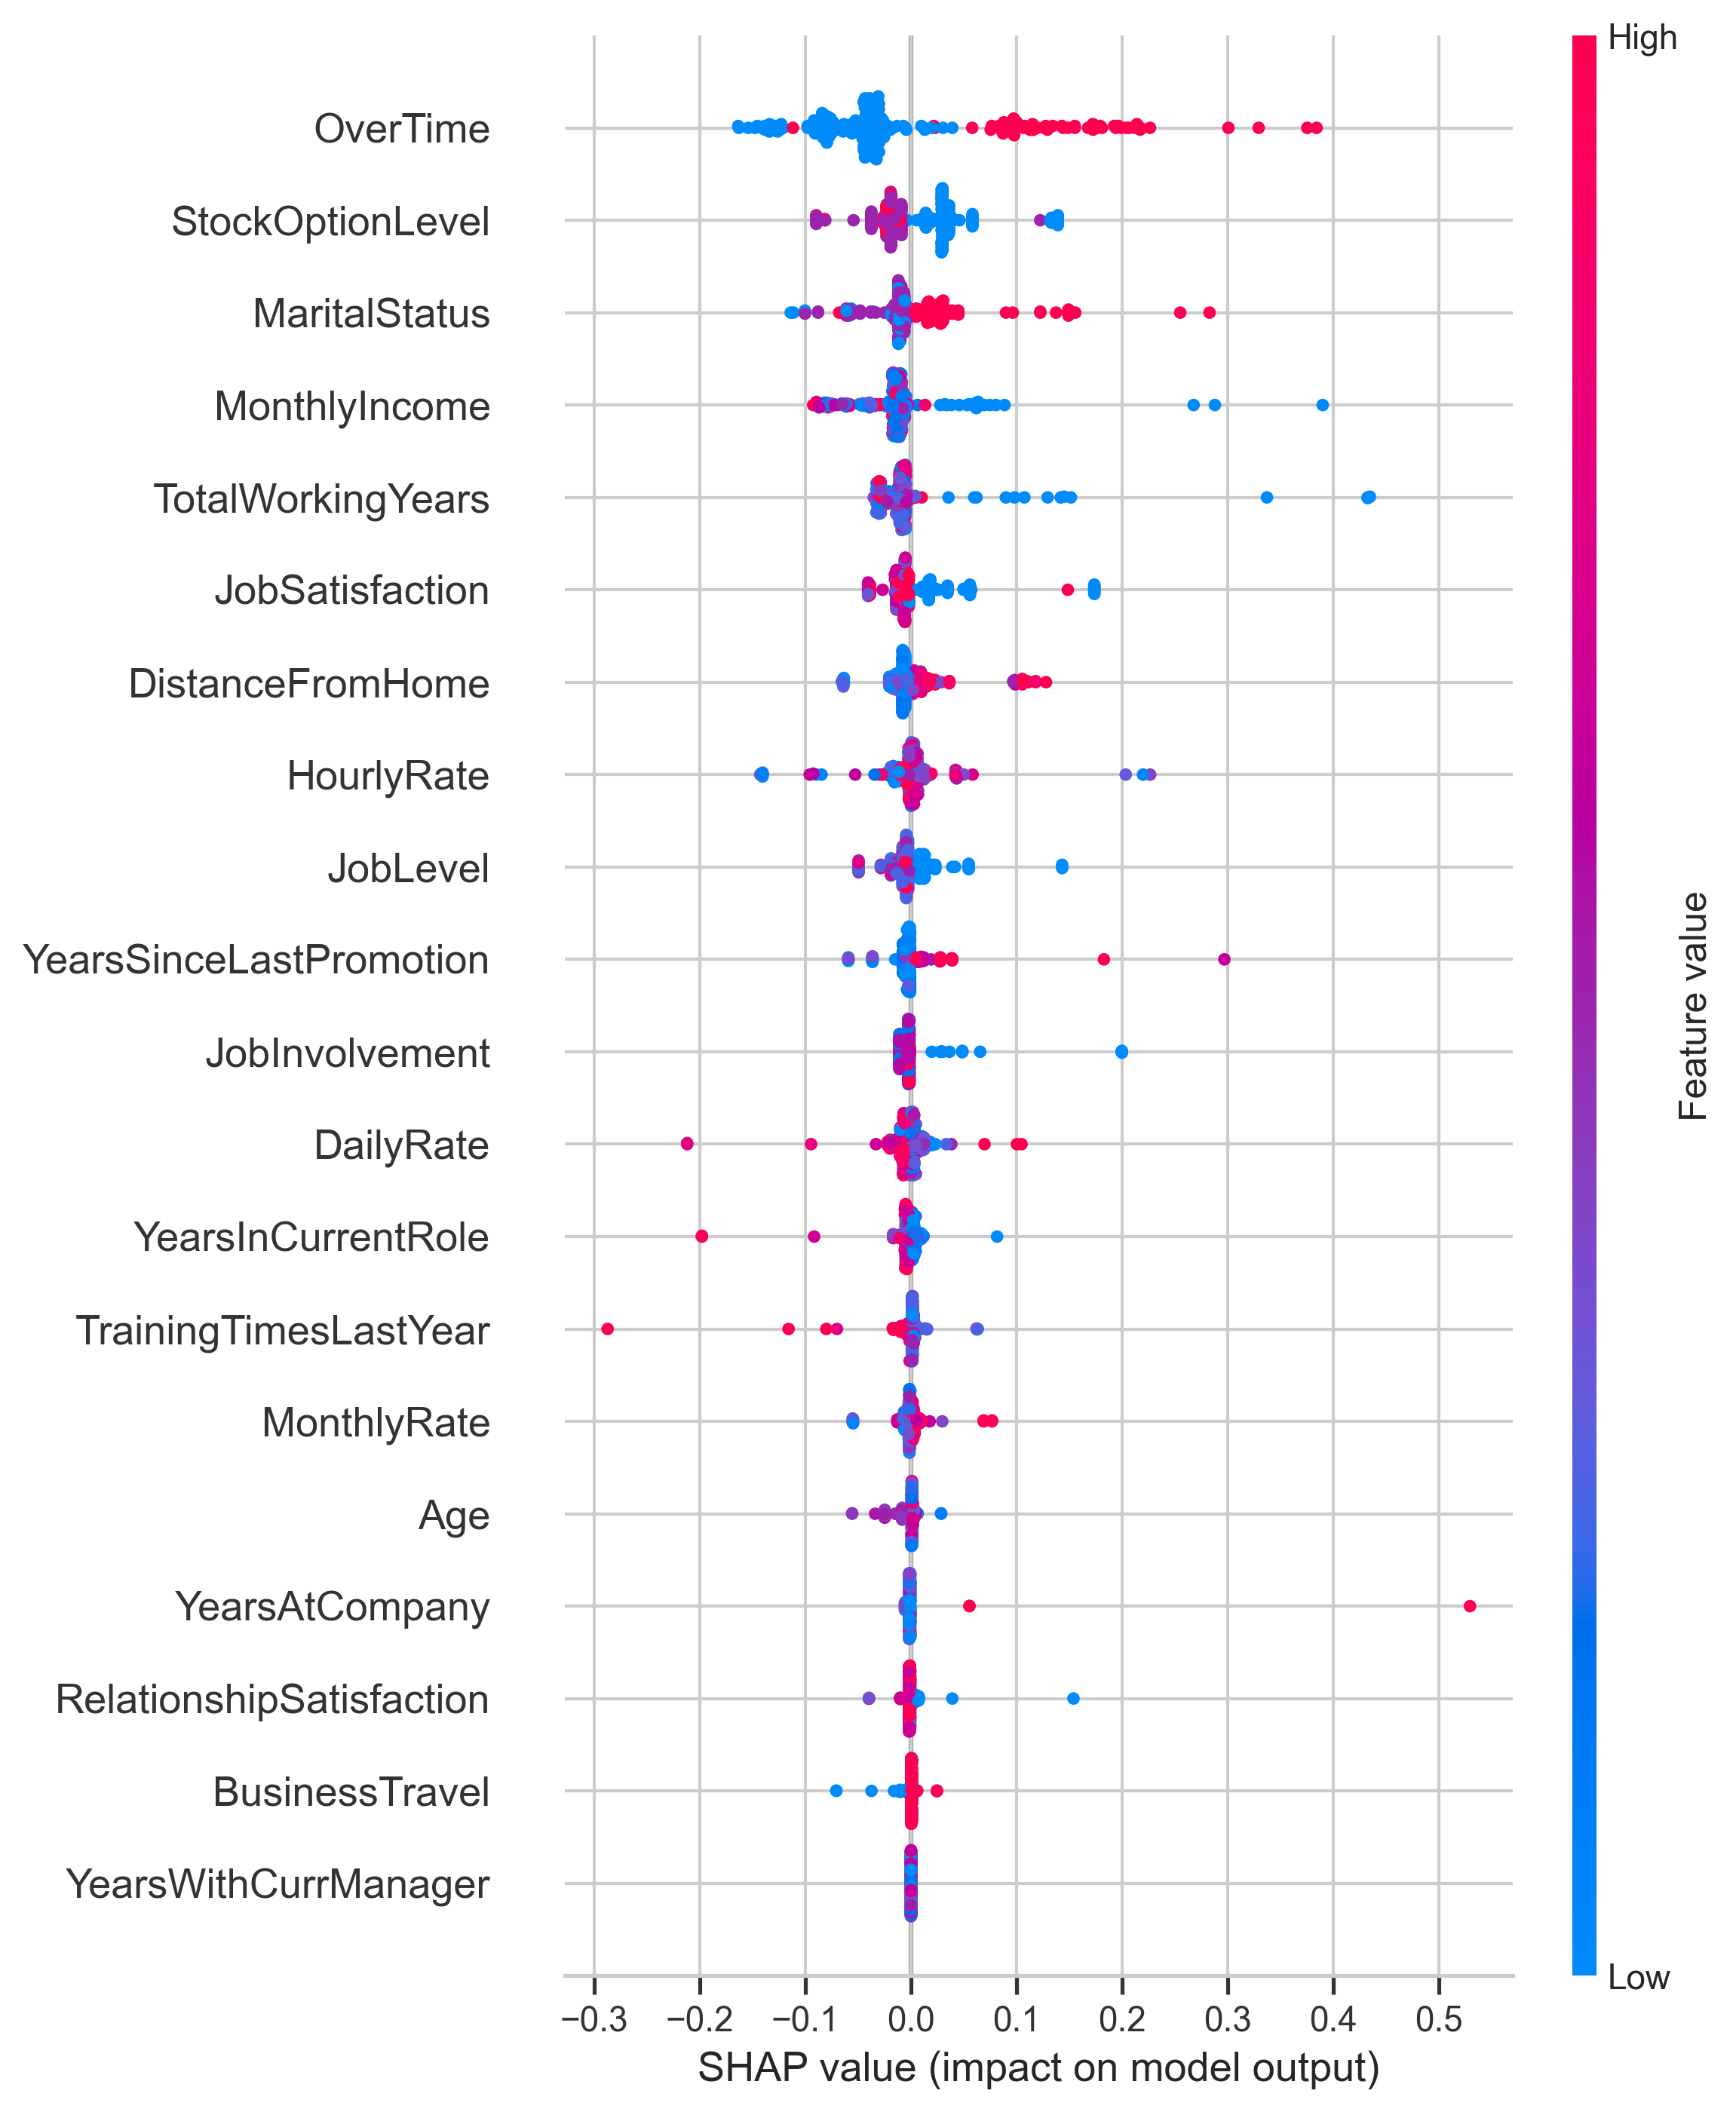 High
OverTime
StockOptionLevel
MaritalStatus
MonthlyIncome
TotalWorkingYears
JobSatisfaction
DistanceFromHome
HourlyRate
JobLevel
YearsSinceLastPromotion
JobInvolvement
DailyRate
YearsInCurrentRole
TrainingTimesLastYear
MonthlyRate
Age
YearsAtCompany
RelationshipSatisfaction
BusinessTravel
YearsWithCurrManager
Feature value
Low
−0.3 −0.2 −0.1 0.0 0.1 0.2 0.3 0.4 0.5
SHAP value (impact on model output)